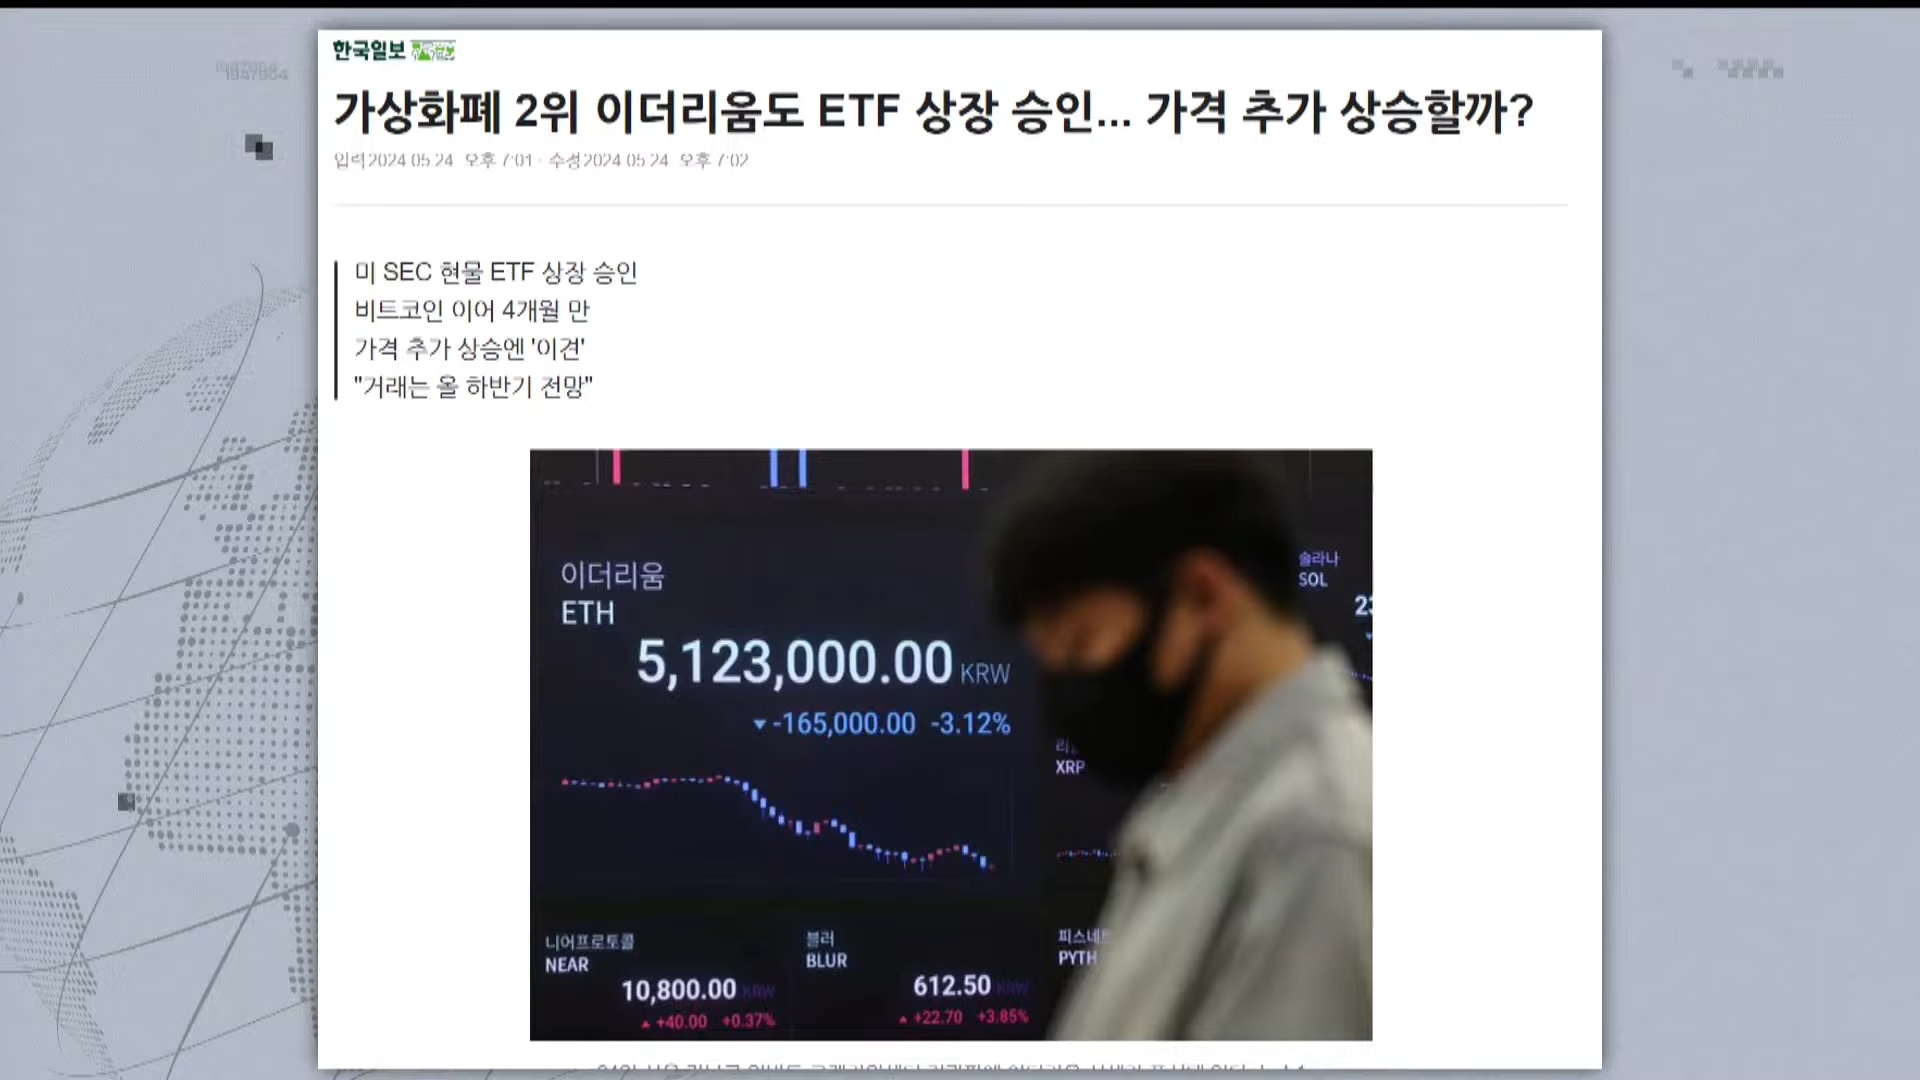 한국일보
가상화폐 2위 이더리움도 ETF 상장 승인... 가격 추가 상승할까?
입력 2024 05 24 오후 7:01 · 수정 2024 05 24 오후 7:02
미 SEC 현물 ETF 상장 승인
비트코인 이어 4개월 만
가격 추가 상승엔 '이견'
"거래는 올 하반기 전망"
이더리움
ETH
5,123,000.00 KRW
▼ -165,000.00 -3.12%
솔라나
SOL
XRP
니어프로토콜
NEAR
10,800.00 KRW
▲ +40.00 +0.37%
블러
BLUR
612.50 KRW
▲ +22.70 +3.85%
PYTH